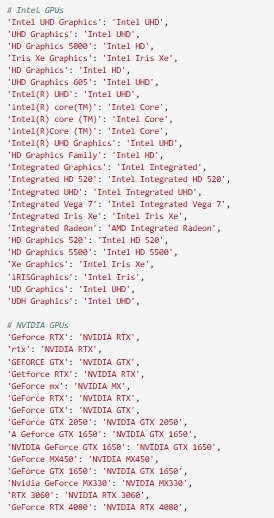 # Intel GPUs
'Intel UHD Graphics': 'Intel UHD',
'UHD Graphics': 'Intel UHD',
'HD Graphics 5000': 'Intel HD',
'Iris Xe Graphics': 'Intel Iris Xe',
'HD Graphics': 'Intel HD',
'UHD Graphics 605': 'Intel UHD',
'Intel(R) UHD': 'Intel UHD',
'intel(R) core(TM)': 'Intel Core',
'Intel(R) core (TM)': 'Intel Core',
'intel(R)Core (TM)': 'Intel Core',
'Intel(R) UHD Graphics': 'Intel UHD',
'HD Graphics Family': 'Intel HD',
'Integrated Graphics': 'Intel Integrated',
'Integrated HD 520': 'Intel Integrated HD 520',
'Integrated UHD': 'Intel Integrated UHD',
'Integrated Vega 7': 'Intel Integrated Vega 7',
'Integrated Iris Xe': 'Intel Iris Xe',
'Integrated Radeon': 'AMD Integrated Radeon',
'HD Graphics 520': 'Intel HD 520',
'HD Graphics 5500': 'Intel HD 5500',
'Xe Graphics': 'Intel Iris Xe',
'iRISGraphics': 'Intel Iris',
'UD Graphics': 'Intel UHD',
'UDH Graphics': 'Intel UHD',
# NVIDIA GPUs
'Geforce RTX': 'NVIDIA RTX',
'rtx': 'NVIDIA RTX',
'GEFORCE GTX': 'NVIDIA GTX',
'Getforce RTX': 'NVIDIA RTX',
'GeForce mx': 'NVIDIA MX',
'GeForce RTX': 'NVIDIA RTX',
'GeForce GTX': 'NVIDIA GTX',
'GeForce GTX 2050': 'NVIDIA GTX 2050',
'A Geforce GTX 1650': 'NVIDIA GTX 1650',
'NVIDIA GeForce GTX 1650': 'NVIDIA GTX 1650',
'GeForce MX450': 'NVIDIA MX450',
'GeForce GTX 1650': 'NVIDIA GTX 1650',
'Nvidia GeForce MX330': 'NVIDIA MX330',
'RTX 3060': 'NVIDIA RTX 3060',
'GeForce RTX 4080': 'NVIDIA RTX 4080',